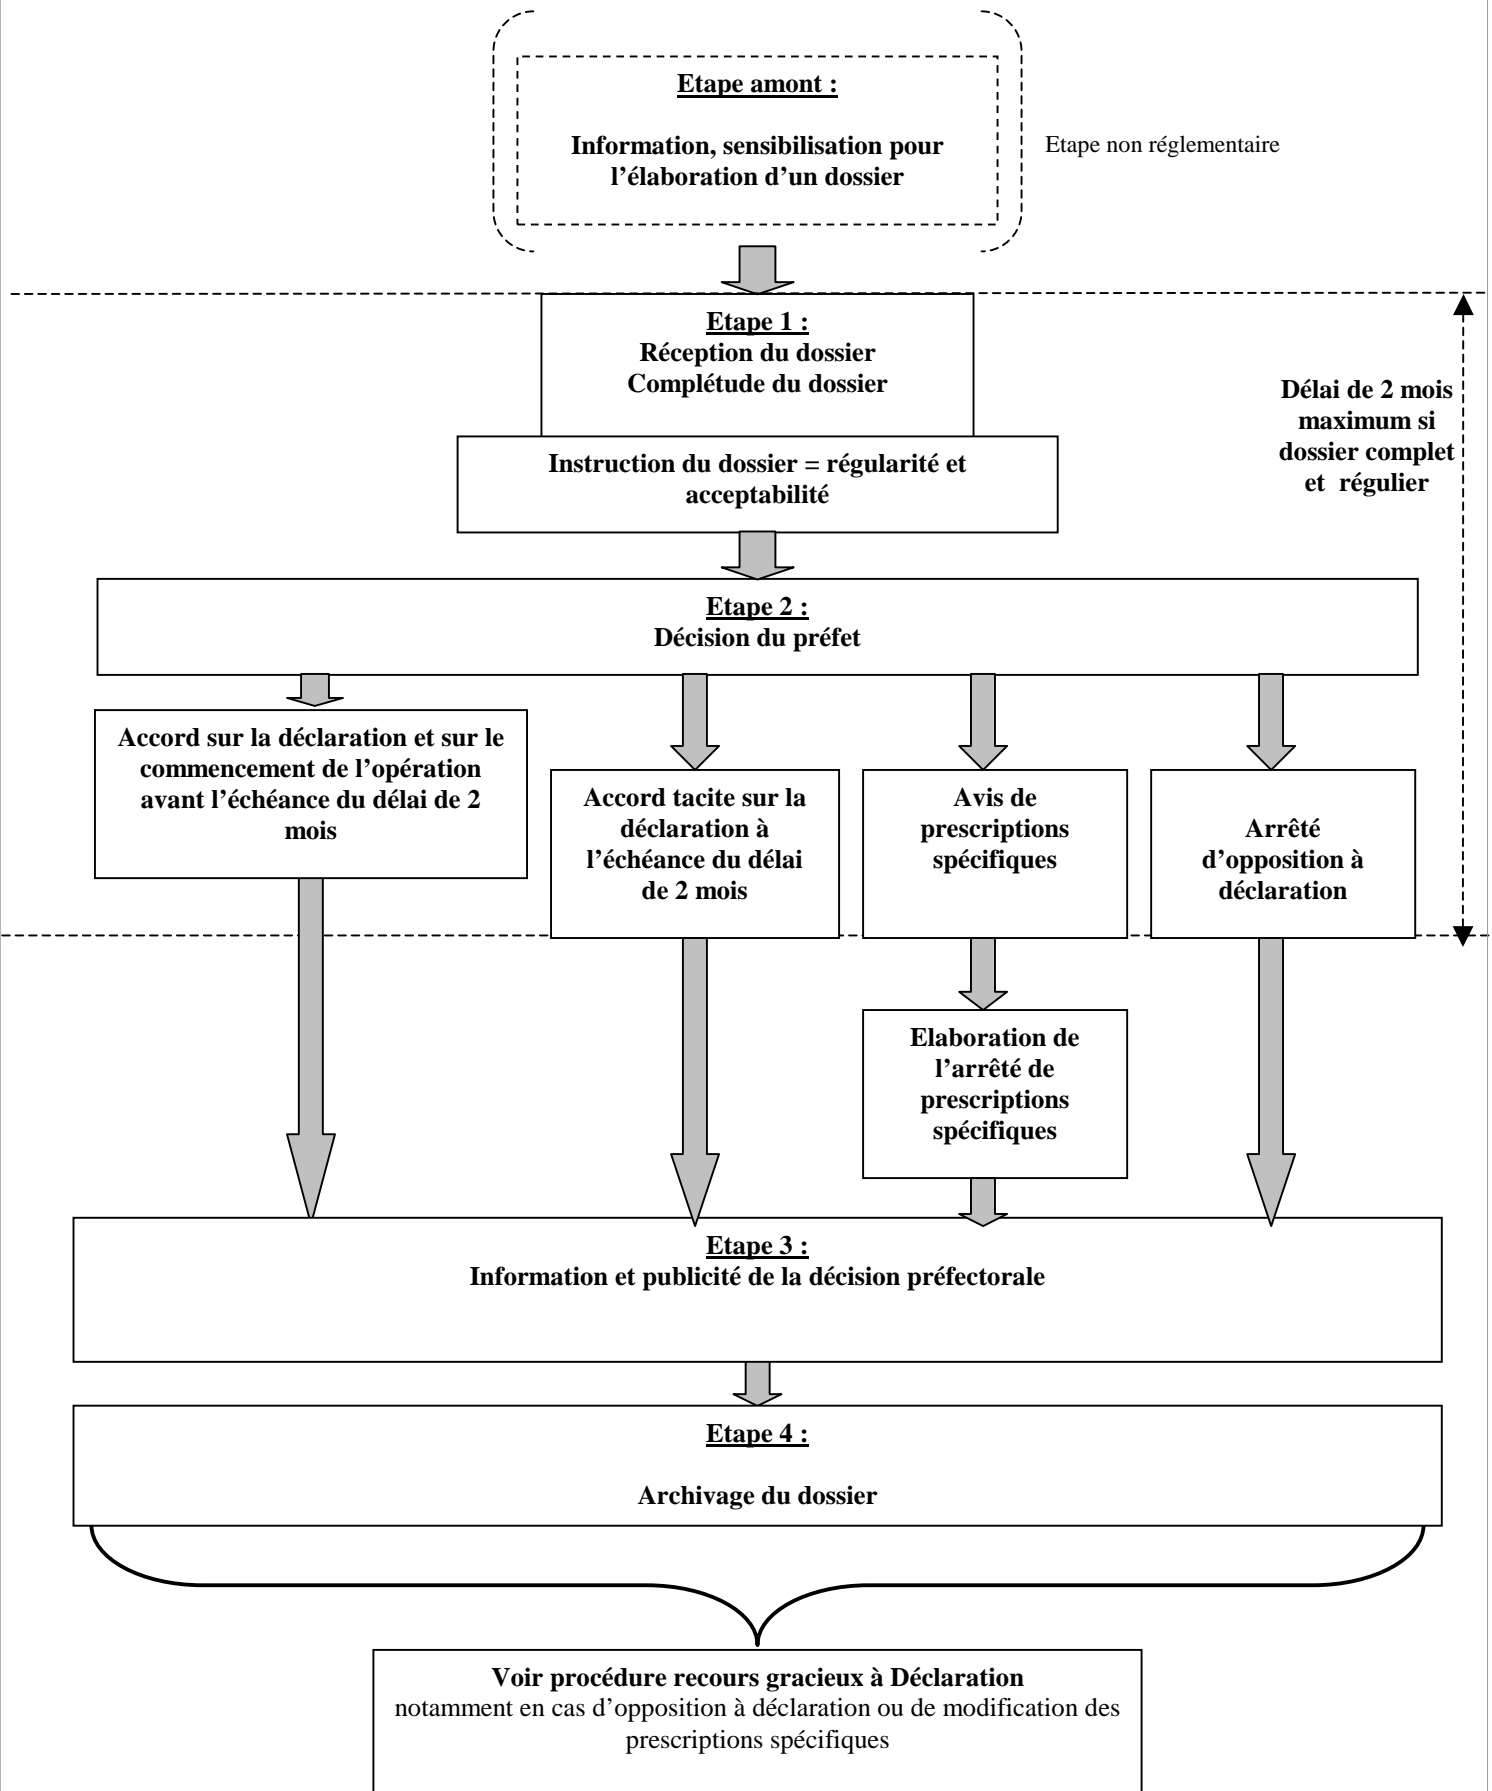 Etape amont :
Information, sensibilisation pour
l’élaboration d’un dossier
Etape non réglementaire
Etape 1 :
Réception du dossier
Complétude du dossier
Délai de 2 mois
maximum si
dossier complet
et régulier
Instruction du dossier = régularité et
acceptabilité
Etape 2 :
Décision du préfet
Accord sur la déclaration et sur le
commencement de l’opération
avant l’échéance du délai de 2
mois
Accord tacite sur la
déclaration à
l’échéance du délai
de 2 mois
Avis de
prescriptions
spécifiques
Arrêté
d’opposition à
déclaration
Elaboration de
l’arrêté de
prescriptions
spécifiques
Etape 3 :
Information et publicité de la décision préfectorale
Etape 4 :
Archivage du dossier
Voir procédure recours gracieux à Déclaration
notamment en cas d’opposition à déclaration ou de modification des
prescriptions spécifiques